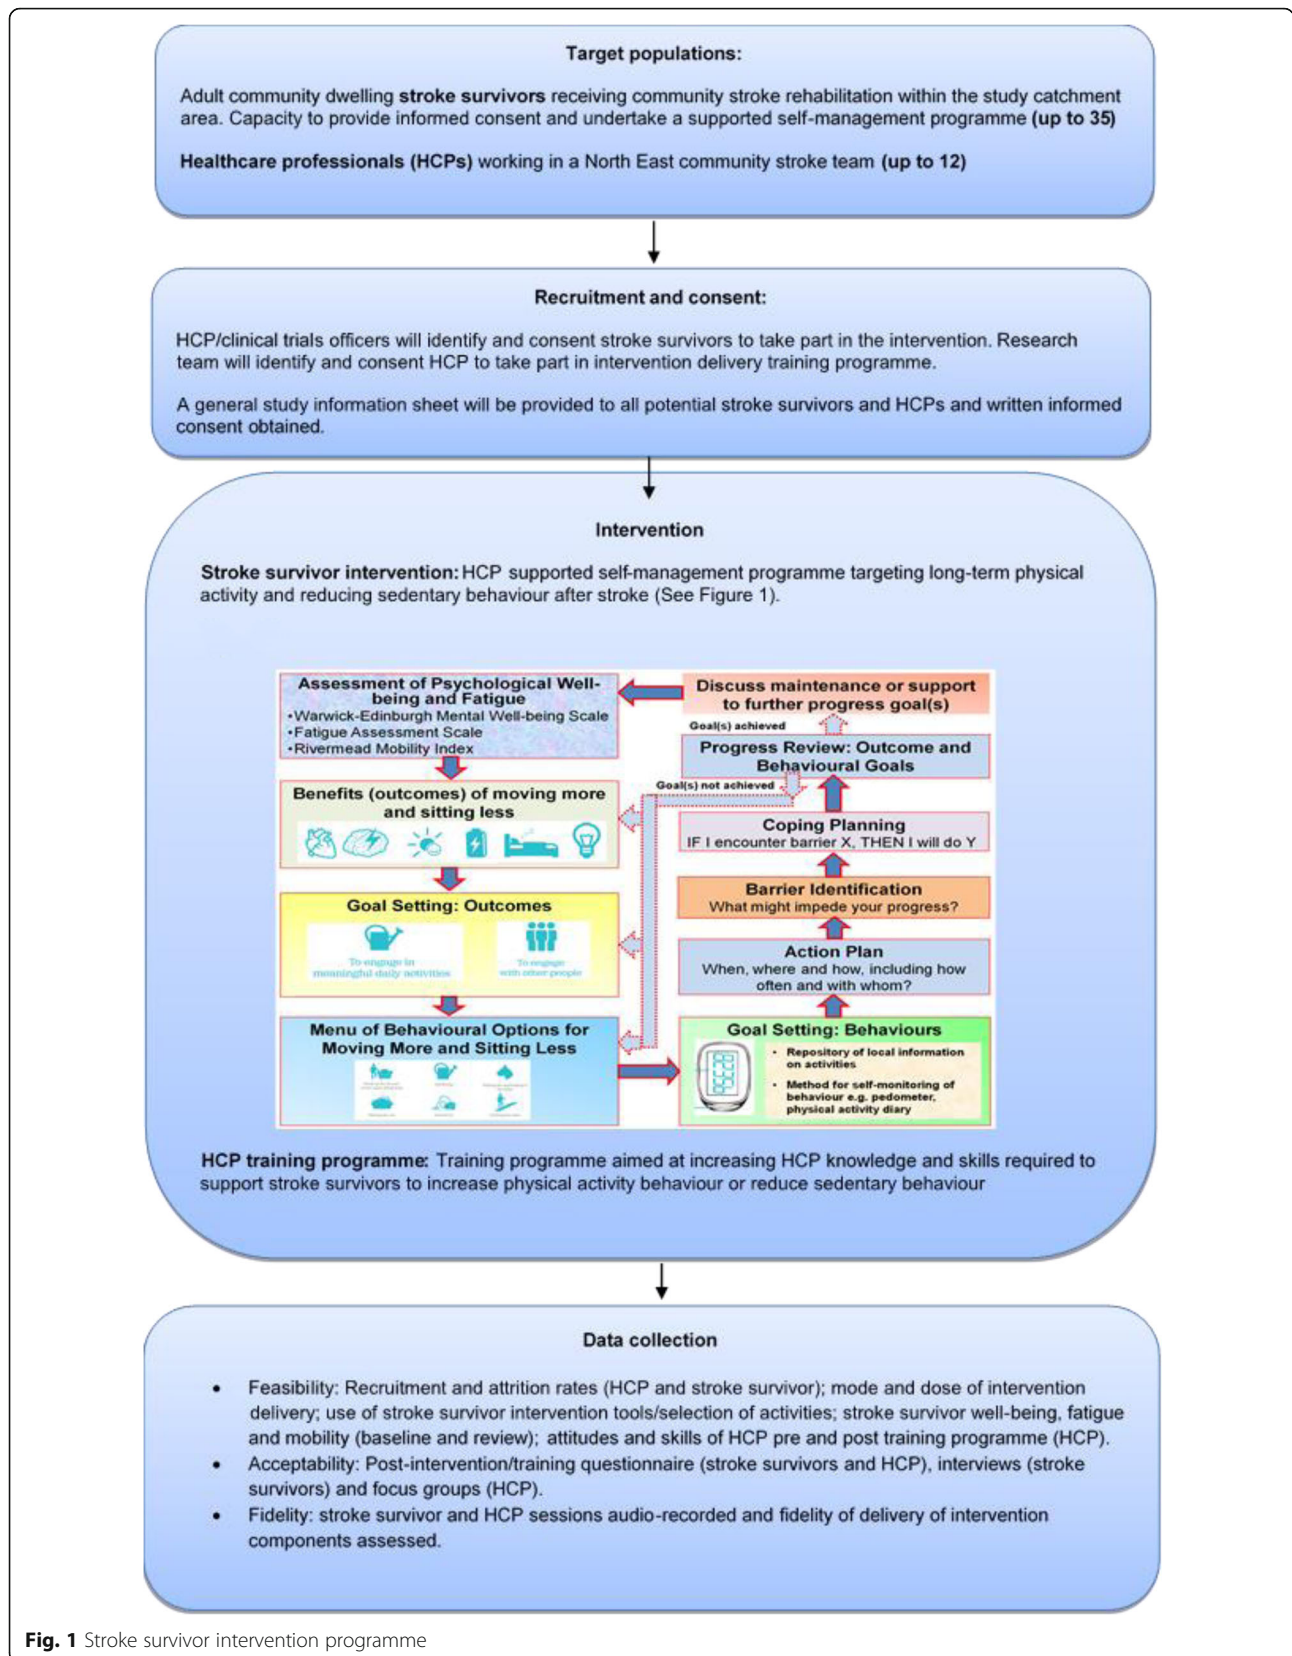 Target populations:
Adult community dwelling stroke survivors receiving community stroke rehabilitation within the study catchment
area. Capacity to provide informed consent and undertake a supported self-management programme (up to 35)
Healthcare professionals (HCPs) working in a North East community stroke team (up to 12)
Recruitment and consent:
HCP/clinical trials officers will identify and consent stroke survivors to take part in the intervention. Research
team will identify and consent HCP to take part in intervention delivery training programme.
A general study information sheet will be provided to all potential stroke survivors and HCPs and written informed
consent obtained.
Intervention
Stroke survivor intervention: HCP supported self-management programme targeting long-term physical
activity and reducing sedentary behaviour after stroke (See Figure 1).
Assessment of Psychological Well-
being and Fatigue
•Warwick-Edinburgh Mental Well-being Scale
•Fatigue Assessment Scale
•Rivermead Mobility Index
Benefits (outcomes) of moving more
and sitting less
Goal Setting: Outcomes
To engage in
meaningful daily activities
To engage
with other people
Menu of Behavioural Options for
Moving More and Sitting Less
Discuss maintenance or support
to further progress goal(s)
Goal(s) achieved
Progress Review: Outcome and
Behavioural Goals
Goal(s) not achieved
Coping Planning
IF I encounter barrier X, THEN I will do Y
Barrier Identification
What might impede your progress?
Action Plan
When, where and how, including how
often and with whom?
Goal Setting: Behaviours
• Repository of local information
on activities
• Method for self-monitoring of
behaviour e.g. pedometer,
physical activity diary
HCP training programme: Training programme aimed at increasing HCP knowledge and skills required to
support stroke survivors to increase physical activity behaviour or reduce sedentary behaviour
Data collection
• Feasibility: Recruitment and attrition rates (HCP and stroke survivor); mode and dose of intervention
delivery; use of stroke survivor intervention tools/selection of activities; stroke survivor well-being, fatigue
and mobility (baseline and review); attitudes and skills of HCP pre and post training programme (HCP).
• Acceptability: Post-intervention/training questionnaire (stroke survivors and HCP), interviews (stroke
survivors) and focus groups (HCP).
• Fidelity: stroke survivor and HCP sessions audio-recorded and fidelity of delivery of intervention
components assessed.
Fig. 1 Stroke survivor intervention programme